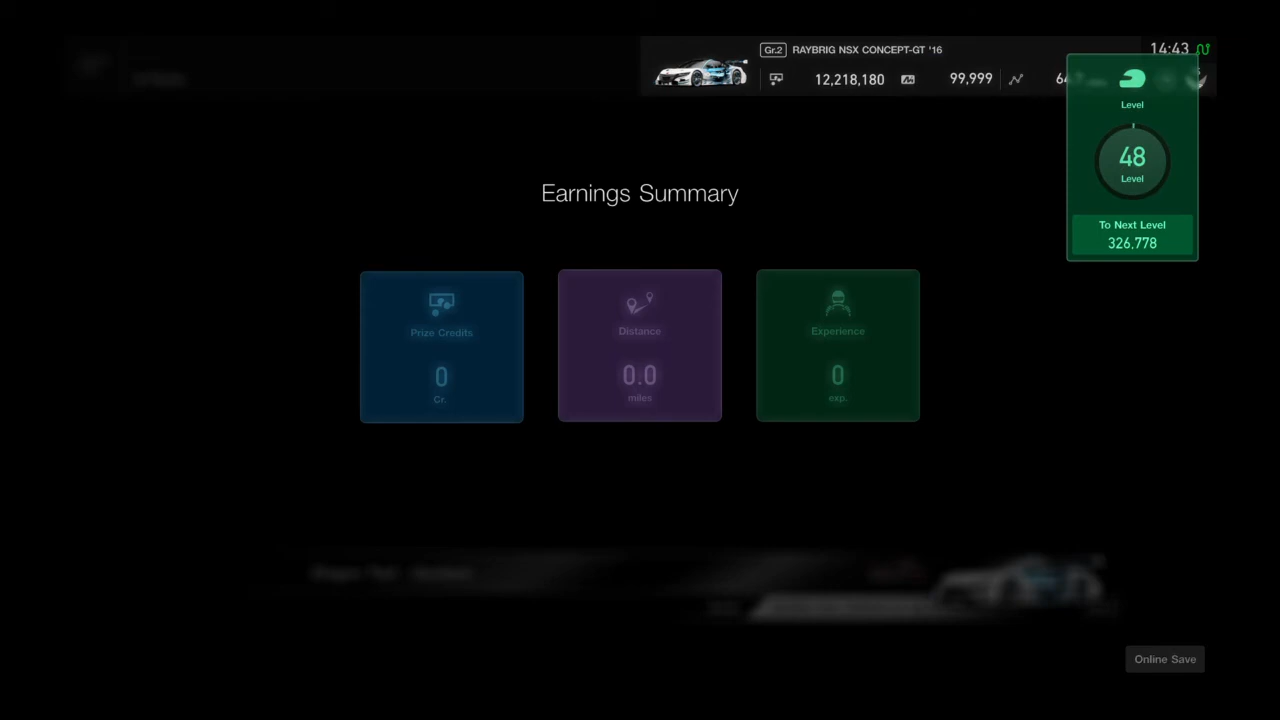 Gr.2 RAYBRIG NSX CONCEPT-GT '16
14:43
12,218,180
99,999
Level
48
Level
To Next Level
326,778
Earnings Summary
Prize Credits
0
Cr.
Distance
0.0
miles
Experience
0
exp.
Online Save